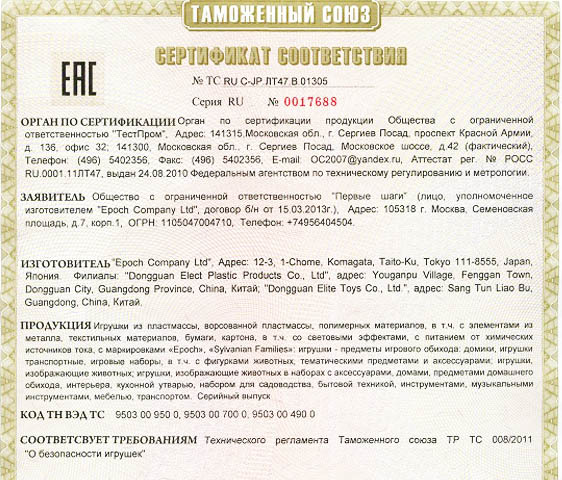 ТАМОЖЕННЫЙ СОЮЗ
СЕРТИФИКАТ СООТВЕТСТВИЯ
ЕАС
№ ТС RU C-JP.ЛТ47.В.01305
Серия RU № 0017688
ОРГАН ПО СЕРТИФИКАЦИИ Орган по сертификации продукции Общества с ограниченной
ответственностью "ТестПром", Адрес: 141315.Московская обл., г. Сергиев Посад, проспект Красной Армии,
д. 136, офис 32; 141300, Московская обл., г. Сергиев Посад, Московское шоссе, д.42 (фактический),
Телефон: (496) 5402356, Факс: (496) 5402356, E-mail: OC2007@yandex.ru, Аттестат рег. № РОСС
RU.0001.11ЛТ47, выдан 24.08.2010 Федеральным агентством по техническому регулированию и метрологии.
ЗАЯВИТЕЛЬ Общество с ограниченной ответственностью "Первые шаги" (лицо, уполномоченное
изготовителем "Epoch Company Ltd", договор б/н от 15.03.2013г.), Адрес: 105318 г. Москва, Семеновская
площадь, д.7, корп.1, ОГРН: 1105047004710, Телефон: +74956404504.
ИЗГОТОВИТЕЛЬ "Epoch Company Ltd", Адрес: 12-3, 1-Chome, Komagata, Taito-Ku, Tokyo 111-8555, Japan,
Япония. Филиалы: "Dongguan Elect Plastic Products Co., Ltd", адрес: Youganpu Village, Fenggan Town,
Dongguan City, Guangdong Province, China, Китай; "Dongguan Elite Toys Co., Ltd.", адрес: Sang Tun Liao Bu,
Guangdong, China, Китай.
ПРОДУКЦИЯ Игрушки из пластмассы, ворсованной пластмассы, полимерных материалов, в т.ч. с элементами из
металла, текстильных материалов, бумаги, картона, в т.ч. со световыми эффектами, с питанием от химических
источников тока, с маркировками «Epoch», «Sylvanian Families»: игрушки - предметы игрового обихода: домики, игрушки
транспортные, игровые наборы, в т.ч. с фигурками животных, тематическими предметами и аксессуарами; игрушки,
изображающие животных; игрушки, изображающие животных в наборах с аксессуарами, домами, предметами домашнего
обихода, интерьера, кухонной утварью, набором для садоводства, бытовой техникой, инструментами, музыкальными
инструментами, мебелью, транспортом. Серийный выпуск
КОД ТН ВЭД ТС 9503 00 950 0, 9503 00 700 0, 9503 00 490 0
СООТВЕТСВУЕТ ТРЕБОВАНИЯМ Технического регламента Таможенного союза ТР ТС 008/2011
"О безопасности игрушек"